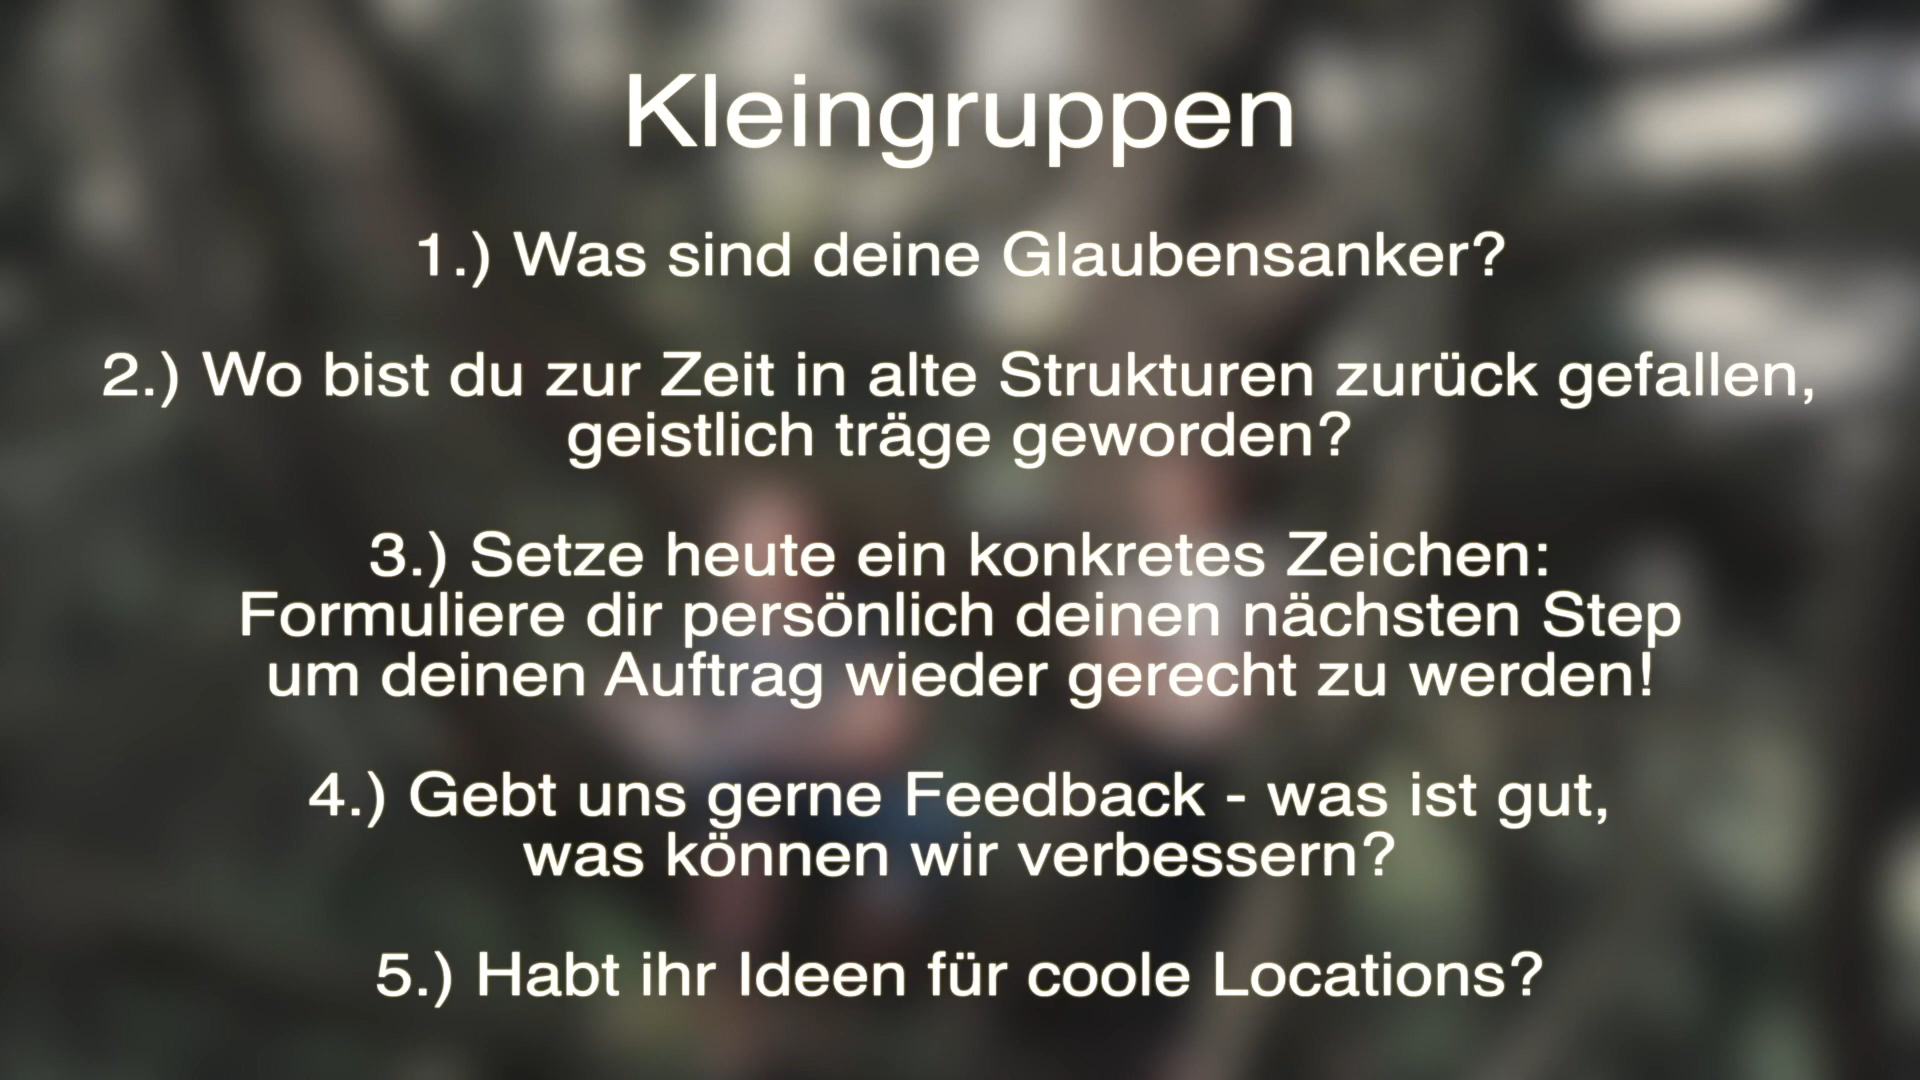 Kleingruppen
1.) Was sind deine Glaubensanker?
2.) Wo bist du zur Zeit in alte Strukturen zurück gefallen,
geistlich träge geworden?
3.) Setze heute ein konkretes Zeichen:
Formuliere dir persönlich deinen nächsten Step
um deinen Auftrag wieder gerecht zu werden!
4.) Gebt uns gerne Feedback - was ist gut,
was können wir verbessern?
5.) Habt ihr Ideen für coole Locations?